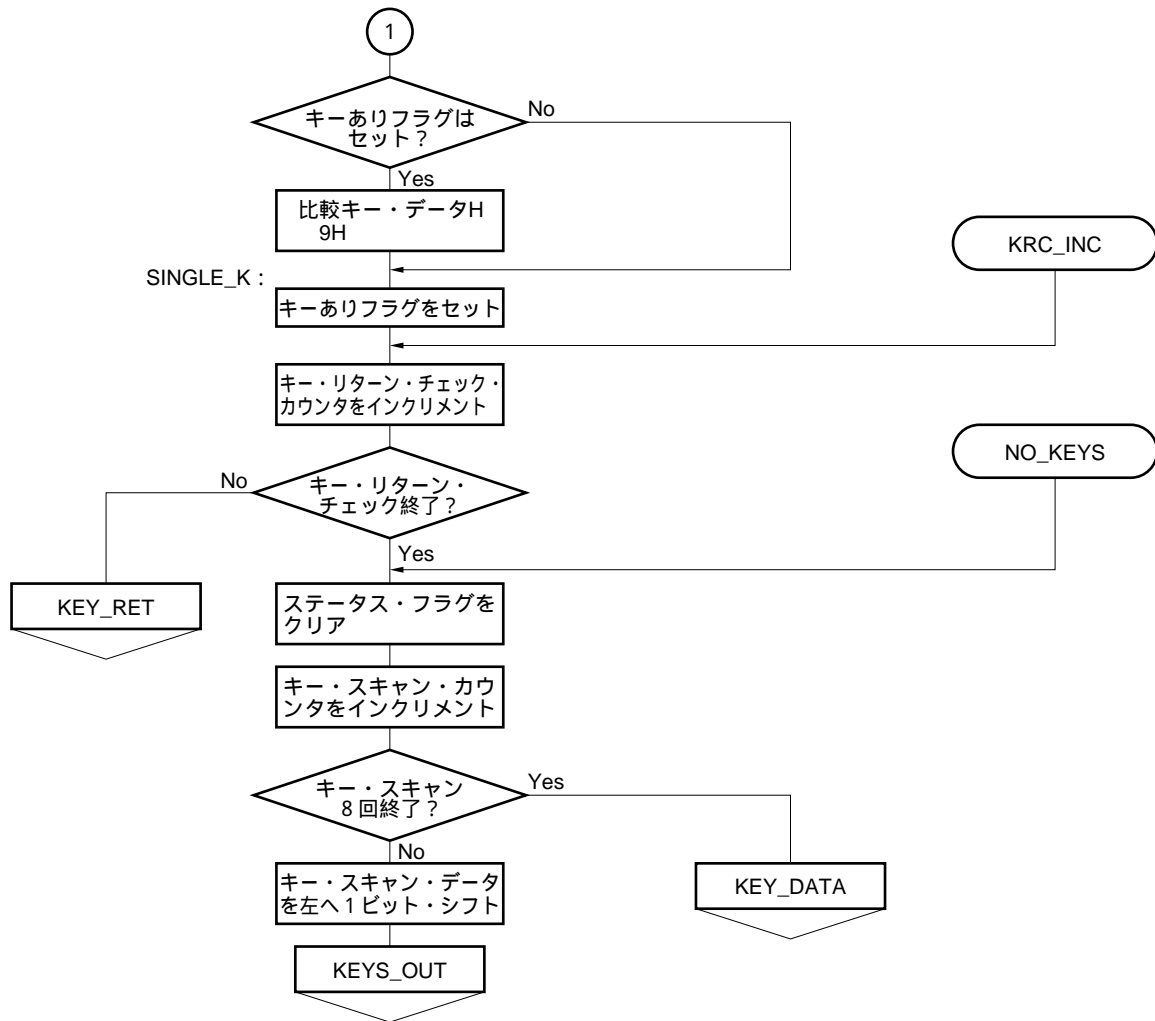 1
キーありフラグは
セット？
No
Yes
比較キー・データH
9H
KRC_INC
SINGLE_K :
キーありフラグをセット
キー・リターン・チェック・
カウンタをインクリメント
NO_KEYS
No
キー・リターン・
チェック終了？
Yes
KEY_RET
ステータス・フラグを
クリア
キー・スキャン・カウ
ンタをインクリメント
キー・スキャン
8回終了？
Yes
No
キー・スキャン・データ
を左へ1ビット・シフト
KEY_DATA
KEYS_OUT